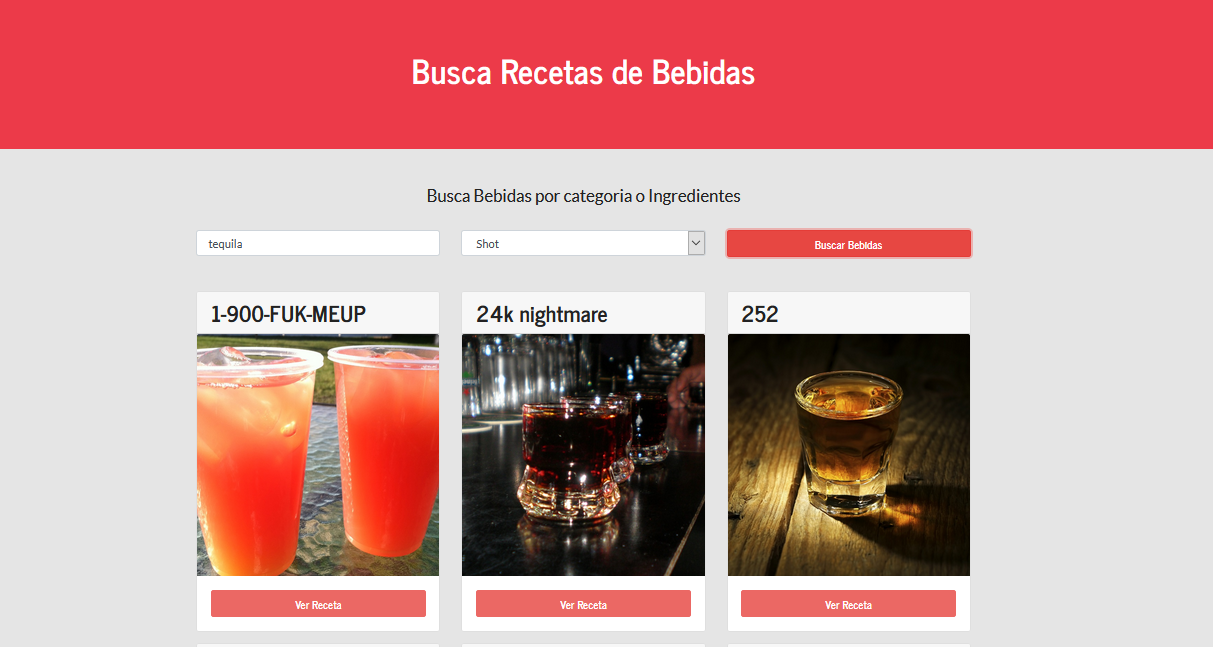 Busca Recetas de Bebidas
Busca Bebidas por categoria o Ingredientes
tequila
Shot
Buscar Bebidas
1-900-FUK-MEUP
24k nightmare
252
Ver Receta
Ver Receta
Ver Receta